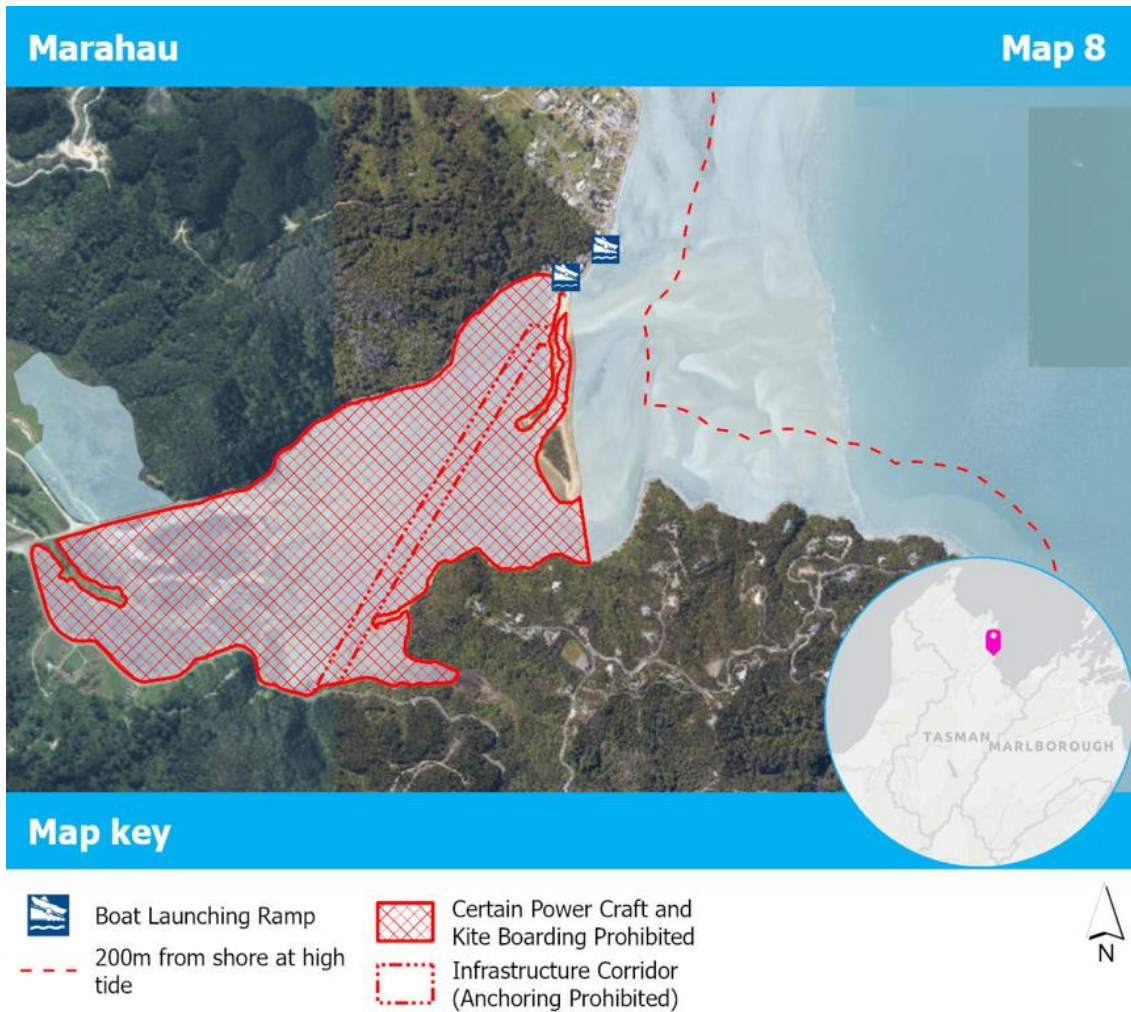 Marahau
Map 8
TASMAN
MARLBOROUGH
Map key
Boat Launching Ramp
200m from shore at high
tide
Certain Power Craft and
Kite Boarding Prohibited
Infrastructure Corridor
(Anchoring Prohibited)
N